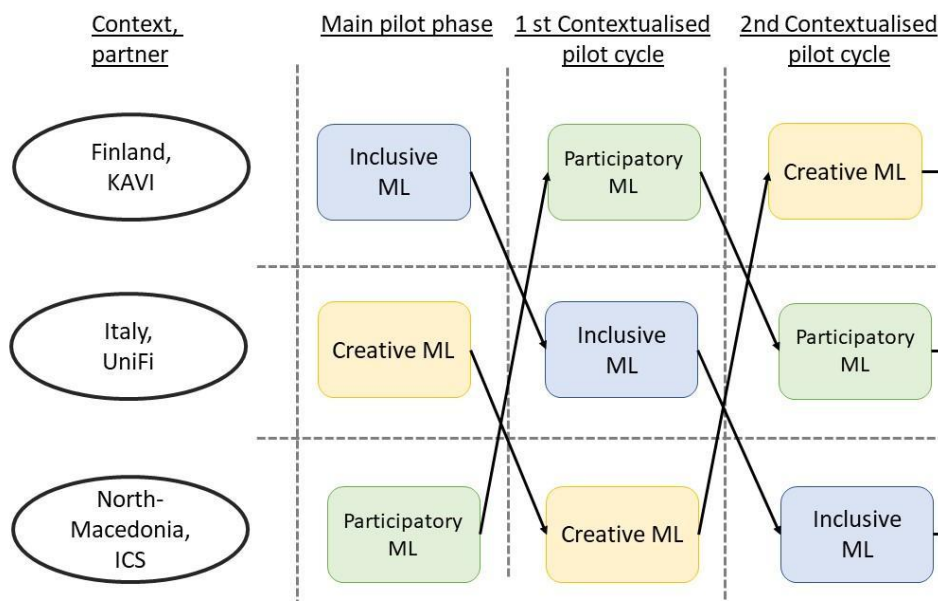 Context,
partner
Main pilot phase
1 st Contextualised
pilot cycle
2nd Contextualised
pilot cycle
Finland,
KAVI
Inclusive
ML
Participatory
ML
Creative ML
Italy,
UniFi
Creative ML
Inclusive
ML
Participatory
ML
North-
Macedonia,
ICS
Participatory
ML
Creative ML
Inclusive
ML